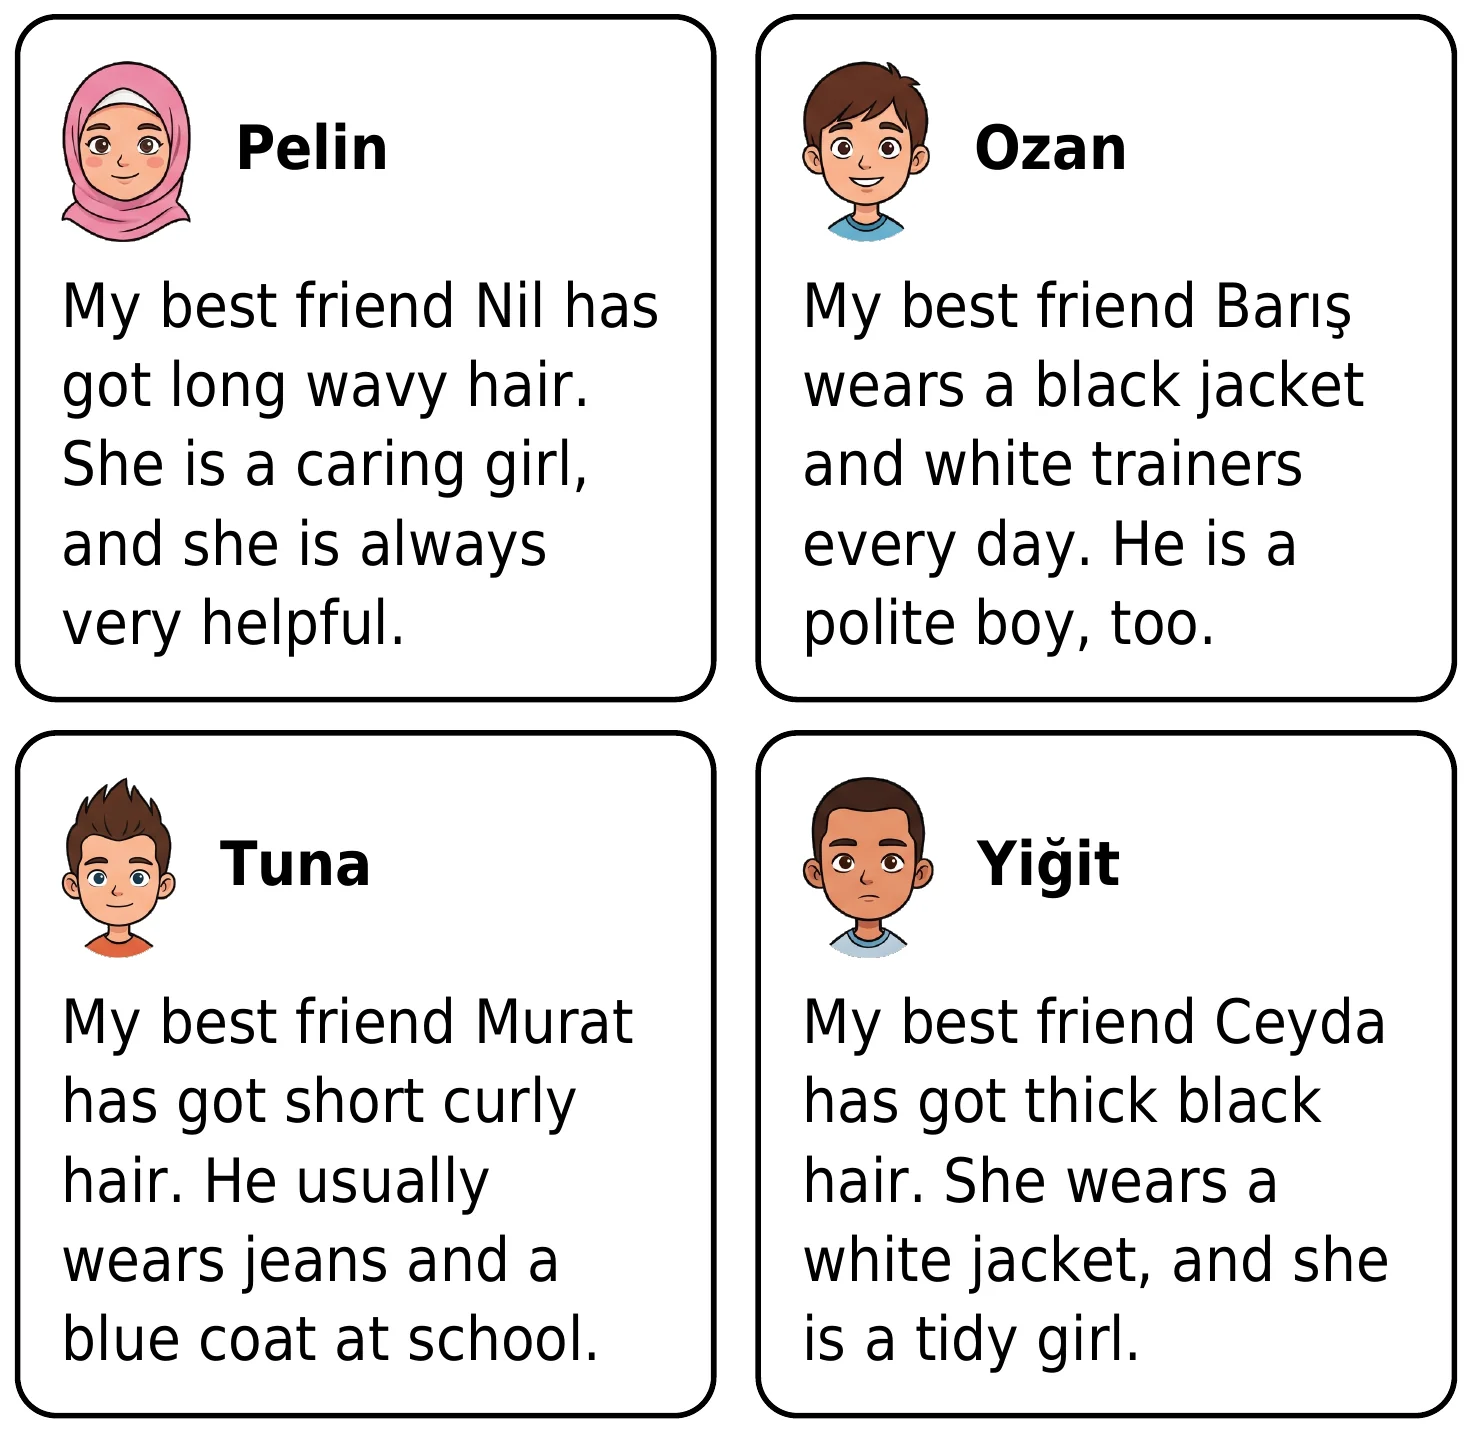 Pelin
My best friend Nil has
got long wavy hair.
She is a caring girl,
and she is always
very helpful.
Ozan
My best friend Barış
wears a black jacket
and white trainers
every day. He is a
polite boy, too.
Tuna
My best friend Murat
has got short curly
hair. He usually
wears jeans and a
blue coat at school.
Yiğit
My best friend Ceyda
has got thick black
hair. She wears a
white jacket, and she
is a tidy girl.